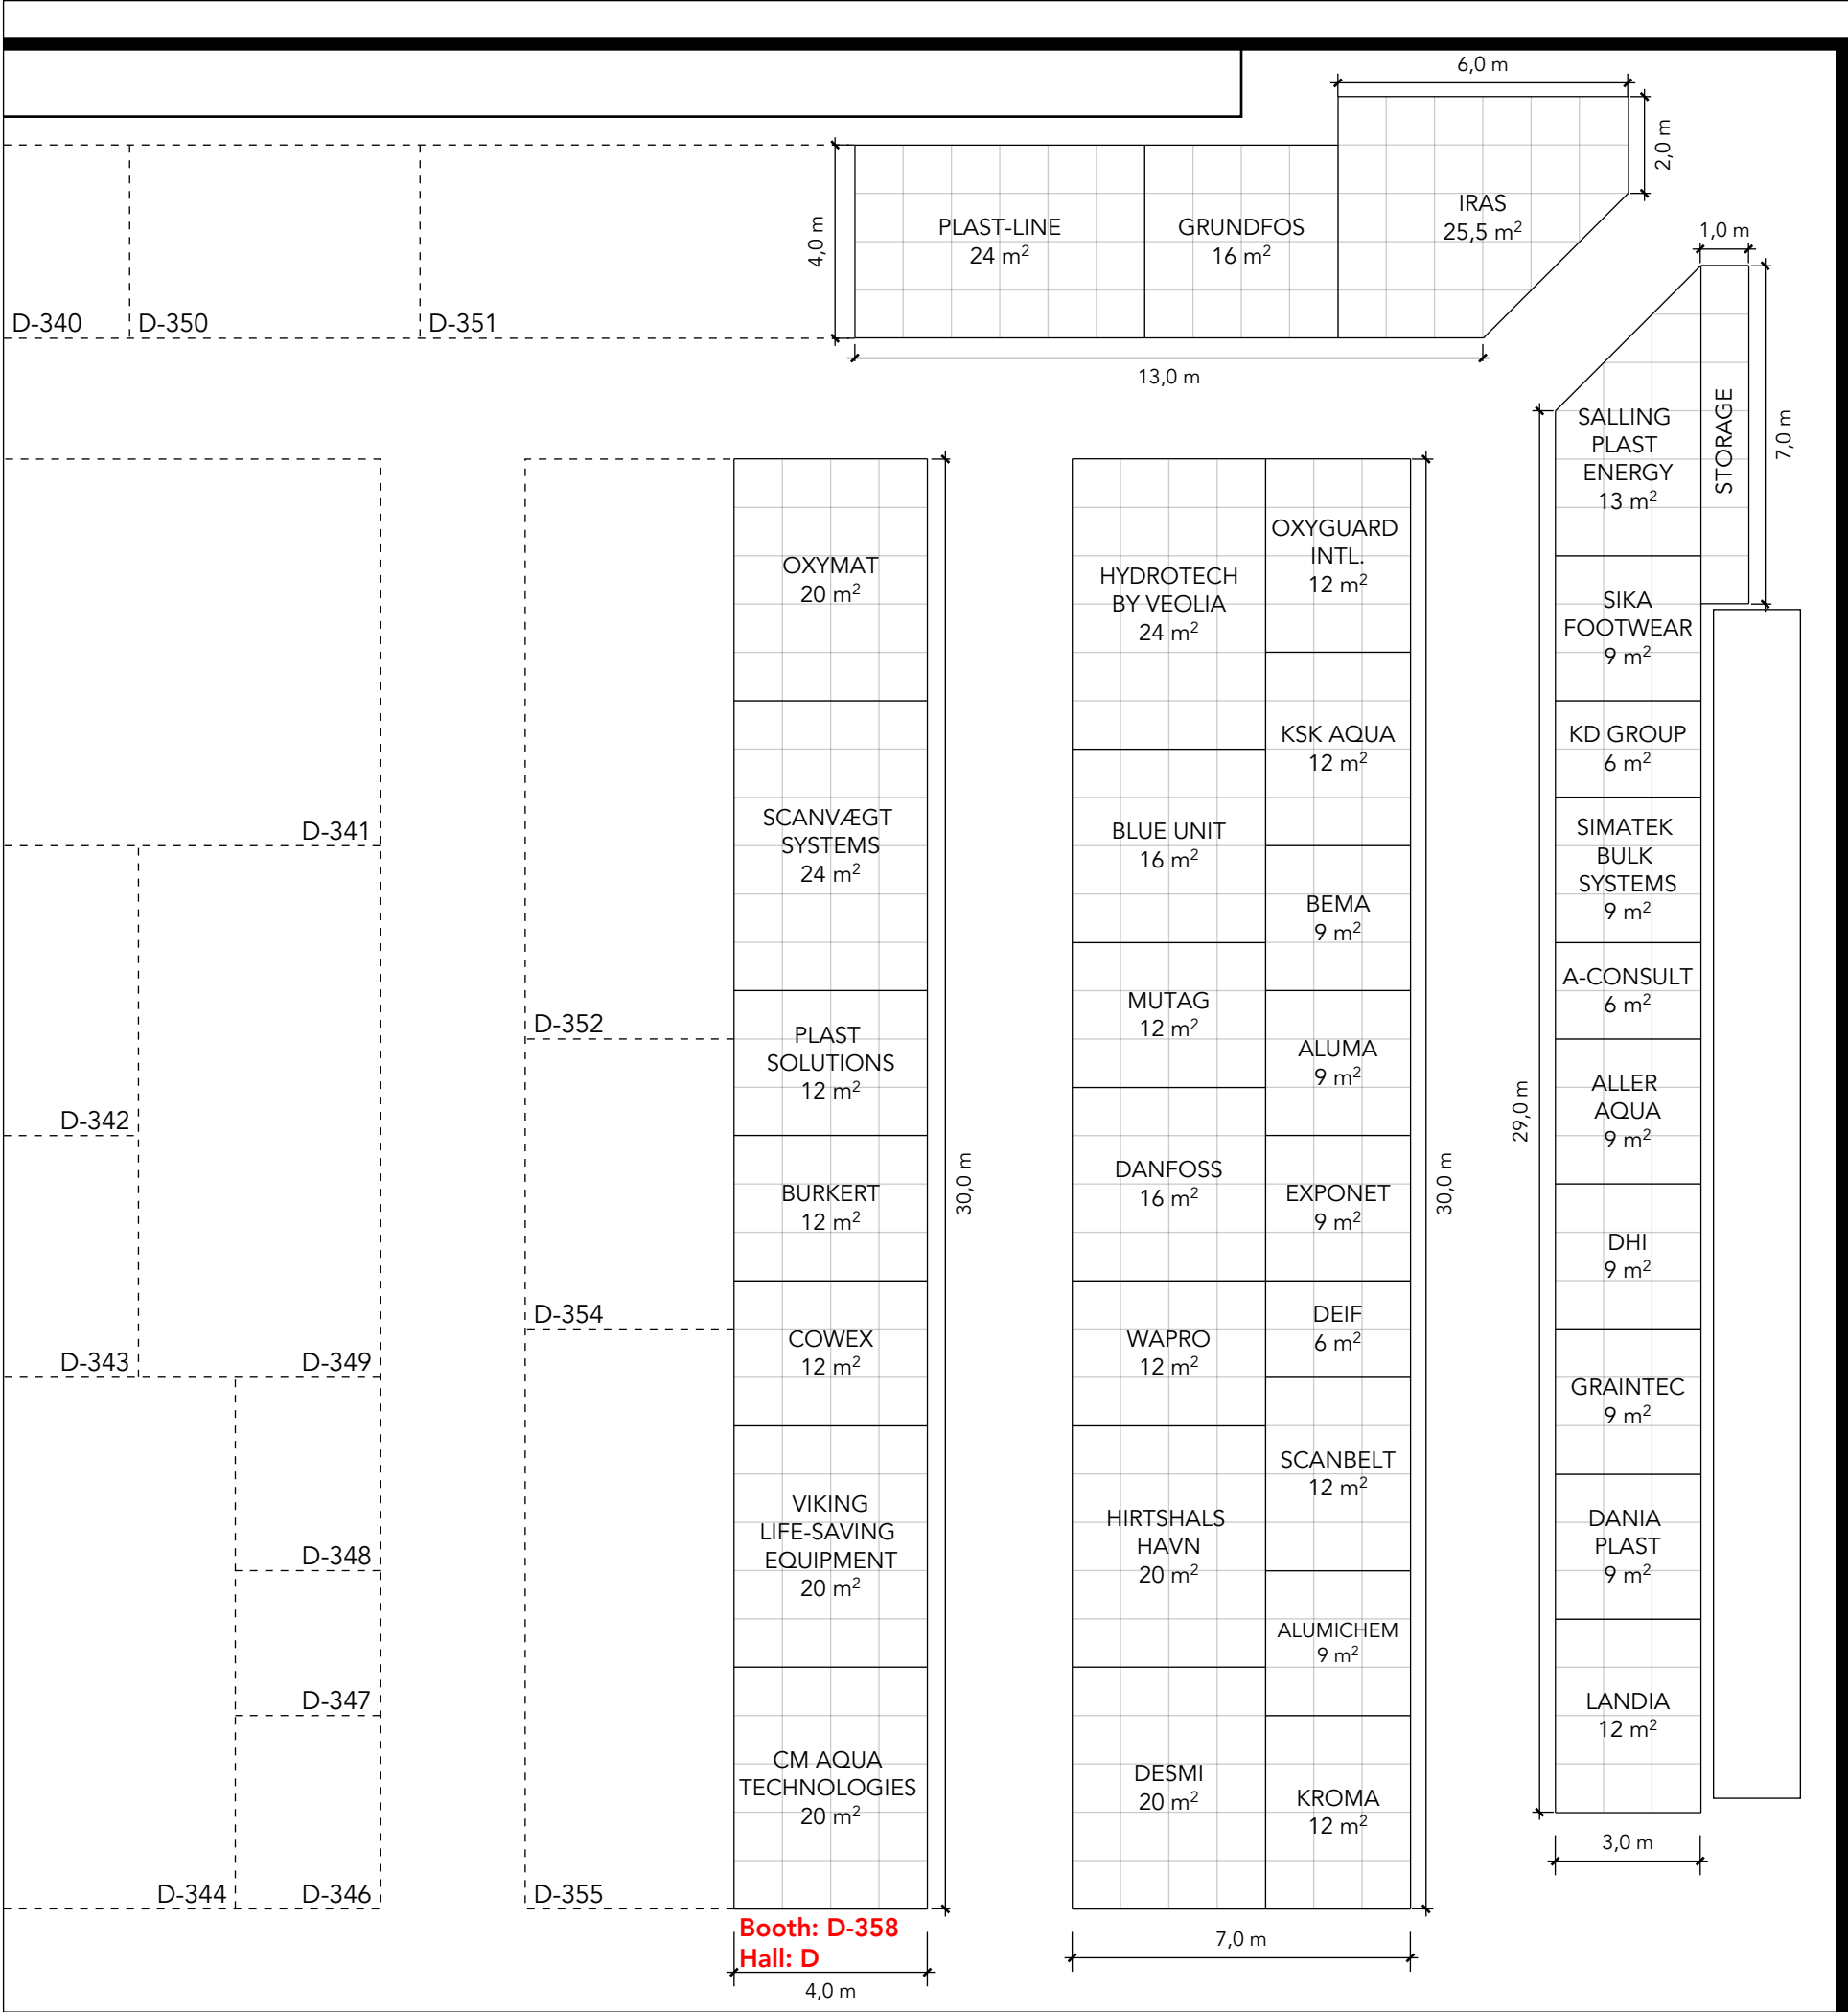 6,0 m
2,0 m
4,0 m
PLAST-LINE
24 m²
GRUNDFOS
16 m²
IRAS
25,5 m²
1,0 m
D-340
D-350
D-351
13,0 m
SALLING
PLAST
ENERGY
13 m²
STORAGE
7,0 m
OXYMAT
20 m²
HYDROTECH
BY VEOLIA
24 m²
OXYGUARD
INTL.
12 m²
SIKA
FOOTWEAR
9 m²
KSK AQUA
12 m²
KD GROUP
6 m²
D-341
SCANVÆGT
SYSTEMS
24 m²
BLUE UNIT
16 m²
SIMATEK
BULK
SYSTEMS
9 m²
BEMA
9 m²
A-CONSULT
6 m²
D-352
PLAST
SOLUTIONS
12 m²
MUTAG
12 m²
ALUMA
9 m²
ALLER
AQUA
9 m²
29,0 m
D-342
BURKERT
12 m²
30,0 m
DANFOSS
16 m²
EXPONET
9 m²
30,0 m
DHI
9 m²
D-354
D-343
D-349
COWEX
12 m²
WAPRO
12 m²
DEIF
6 m²
GRAINTEC
9 m²
SCANBELT
12 m²
D-348
VIKING
LIFE-SAVING
EQUIPMENT
20 m²
HIRTSHALS
HAVN
20 m²
DANIA
PLAST
9 m²
ALUMICHEM
9 m²
D-347
LANDIA
12 m²
CM AQUA
TECHNOLOGIES
20 m²
DESMI
20 m²
KROMA
12 m²
3,0 m
D-344
D-346
D-355
Booth: D-358
Hall: D
4,0 m
7,0 m